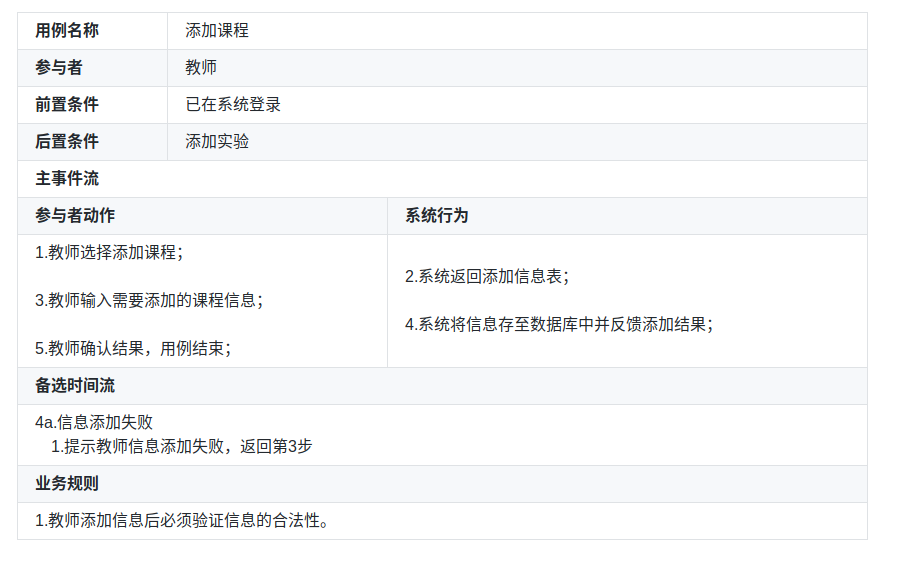 用例名称 添加课程
参与者 教师
前置条件 已在系统登录
后置条件 添加实验
主事件流
参与者动作 系统行为
1.教师选择添加课程；
2.系统返回添加信息表；
3.教师输入需要添加的课程信息；
4.系统将信息存至数据库中并反馈添加结果；
5.教师确认结果，用例结束；
备选时间流
4a.信息添加失败
1.提示教师信息添加失败，返回第3步
业务规则
1.教师添加信息后必须验证信息的合法性。